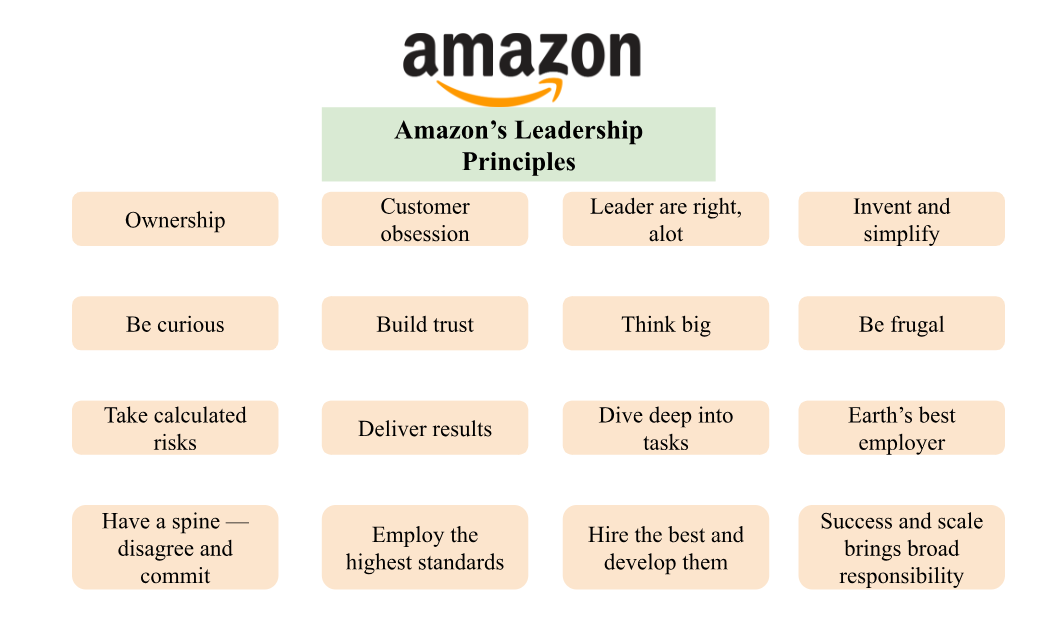 amazon
Amazon’s Leadership
Principles
Ownership
Customer
obsession
Leader are right,
alot
Invent and
simplify
Be curious
Build trust
Think big
Be frugal
Take calculated
risks
Deliver results
Dive deep into
tasks
Earth’s best
employer
Have a spine —
disagree and
commit
Employ the
highest standards
Hire the best and
develop them
Success and scale
brings broad
responsibility